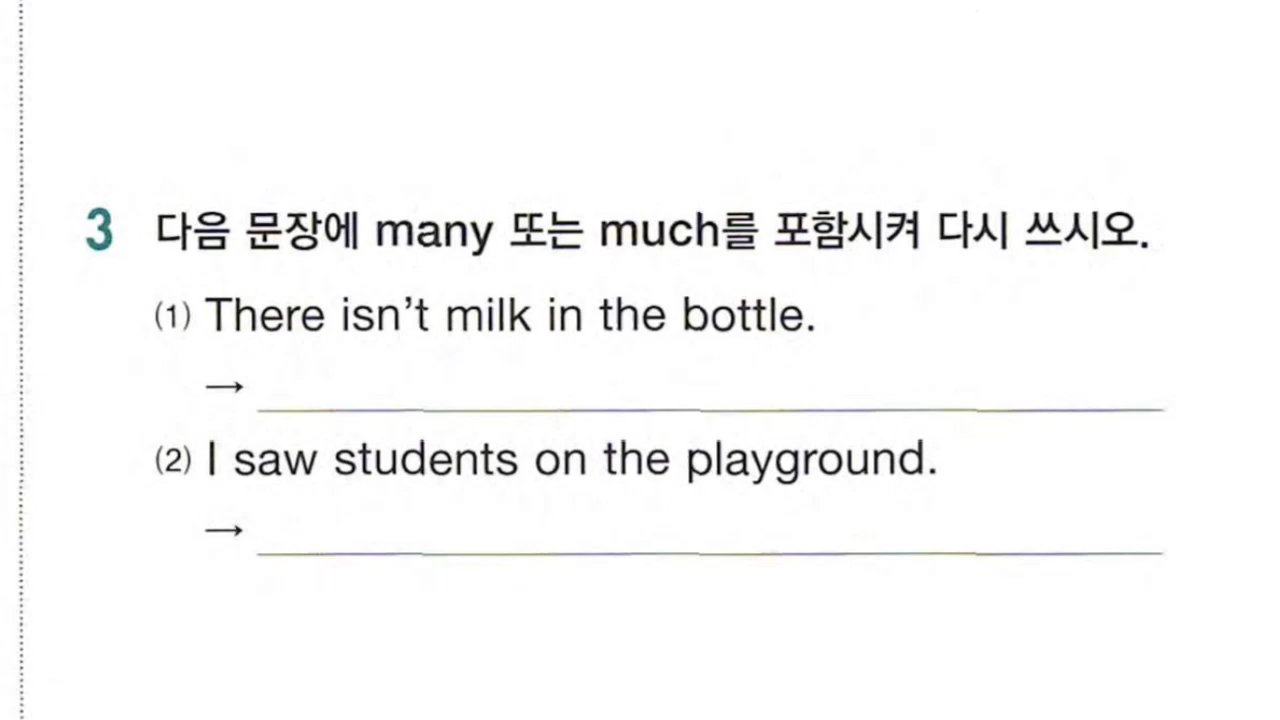 3 다음 문장에 many 또는 much를 포함시켜 다시 쓰시오.
(1) There isn't milk in the bottle.
→
(2) I saw students on the playground.
→